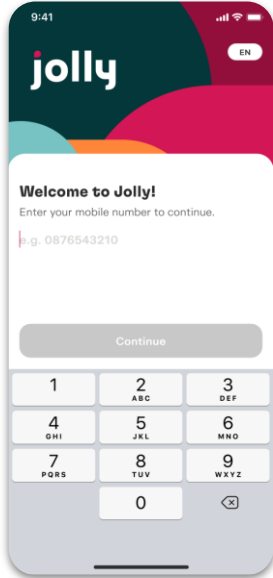 9:41
jolly
EN
Welcome to Jolly!
Enter your mobile number to continue.
e.g. 0876543210
Continue
1 2 3
ABC DEF
4 5 6
GHI JKL MNO
7 8 9
PQRS TUV WXYZ
0